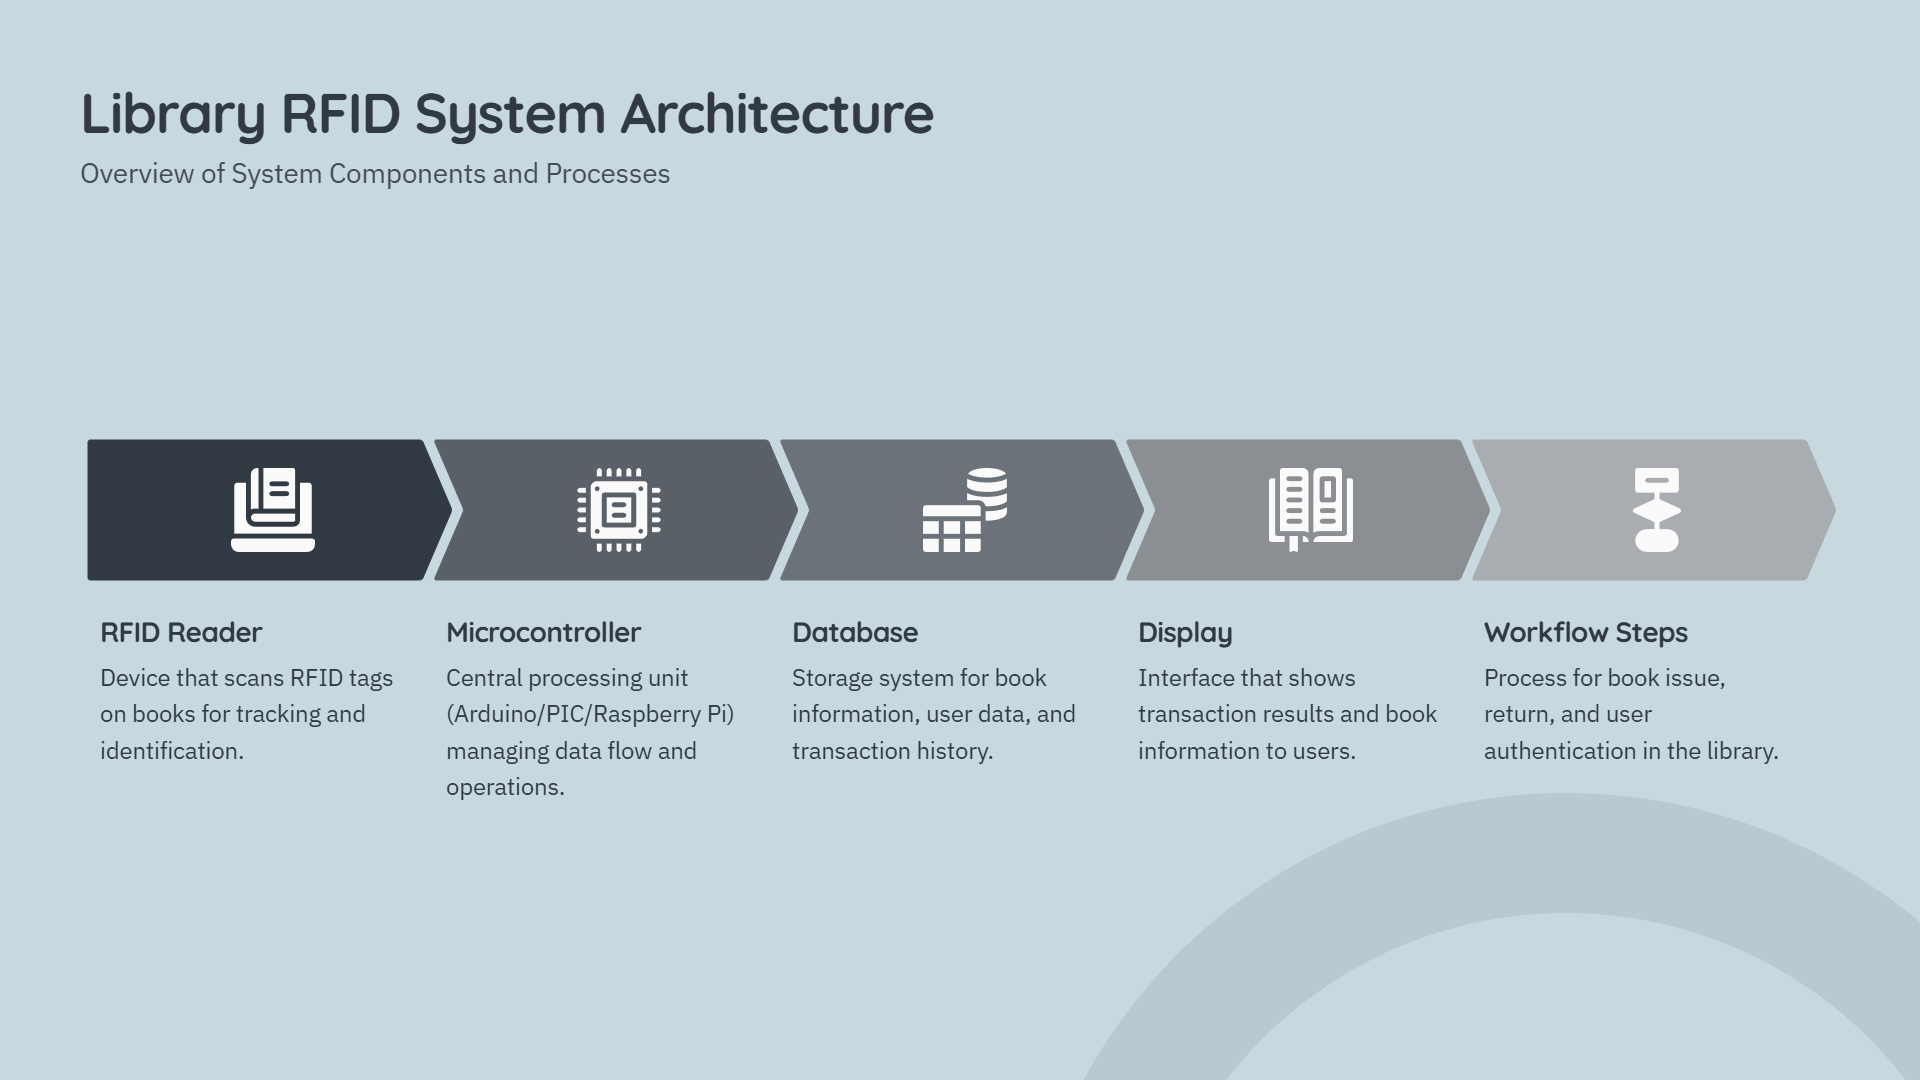 Library RFID System Architecture
Overview of System Components and Processes
RFID Reader
Device that scans RFID tags
on books for tracking and
identification.
Microcontroller
Central processing unit
(Arduino/PIC/Raspberry Pi)
managing data flow and
operations.
Database
Storage system for book
information, user data, and
transaction history.
Display
Interface that shows
transaction results and book
information to users.
Workflow Steps
Process for book issue,
return, and user
authentication in the library.